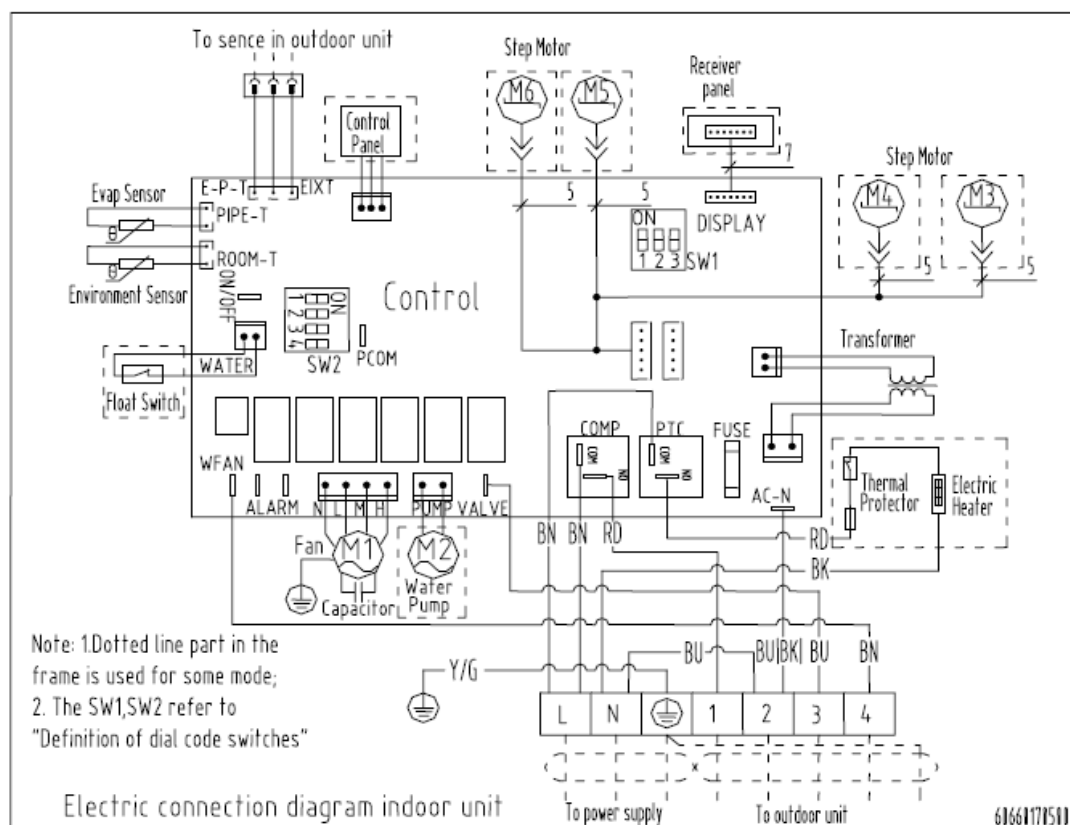 To sence in outdoor unit
Step Motor
M6
M5
Receiver
panel
Control
Panel
7
Step Motor
M4
M3
E-P-T
EIXT
Evap Sensor
PIPE-T
θ
5
5
ON
1 2 3
SW1
DISPLAY
ROOM-T
θ
Environment Sensor
5
5
ON/OFF
ON
1
2
3
4
SW2
Control
PCOM
WATER
Float Switch
Transformer
COMP
COM
NO
PTC
COM
NO
FUSE
WFAN
ALARM
N L M H
PUMP
VALVE
AC-N
Thermal
Protector
Electric
Heater
BN
BN
RD
RD
BK
Fan
M1
M2
Capacitor
Water
Pump
Note: 1.Dotted line part in the
frame is used for some mode;
2. The SW1,SW2 refer to
"Definition of dial code switches"
Y/G
BU
BU|BK|
BU
BN
L
N
1
2
3
4
Electric connection diagram indoor unit
To power supply
To outdoor unit